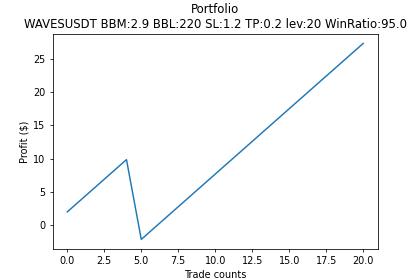 Portfolio
WAVESUSDT BBM:2.9 BBL:220 SL:1.2 TP:0.2 lev:20 WinRatio:95.0
25
20
15
10
5
0
Profit ($)
0.0 2.5 5.0 7.5 10.0 12.5 15.0 17.5 20.0
Trade counts